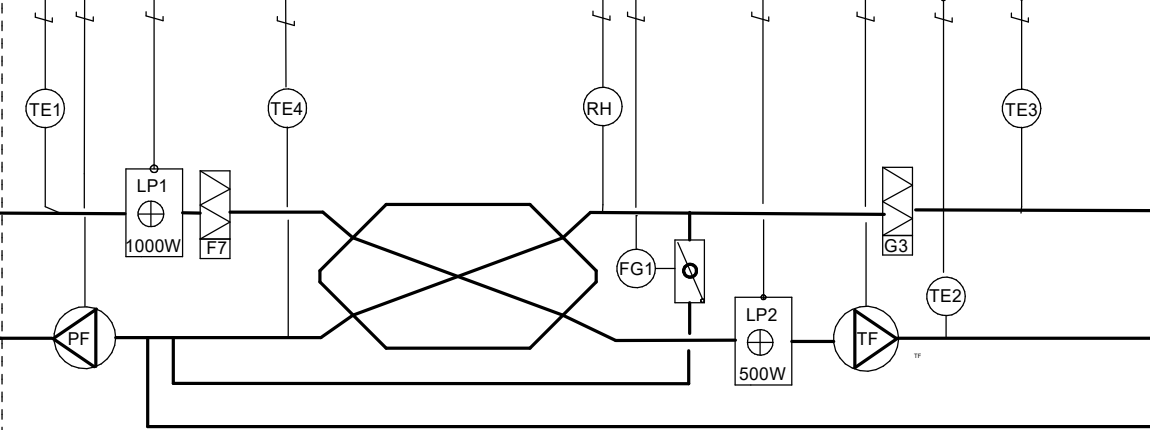 TE1
TE4
RH
TE3
LP1
1000W
F7
G3
FG1
TE2
PF
LP2
500W
TF
TF